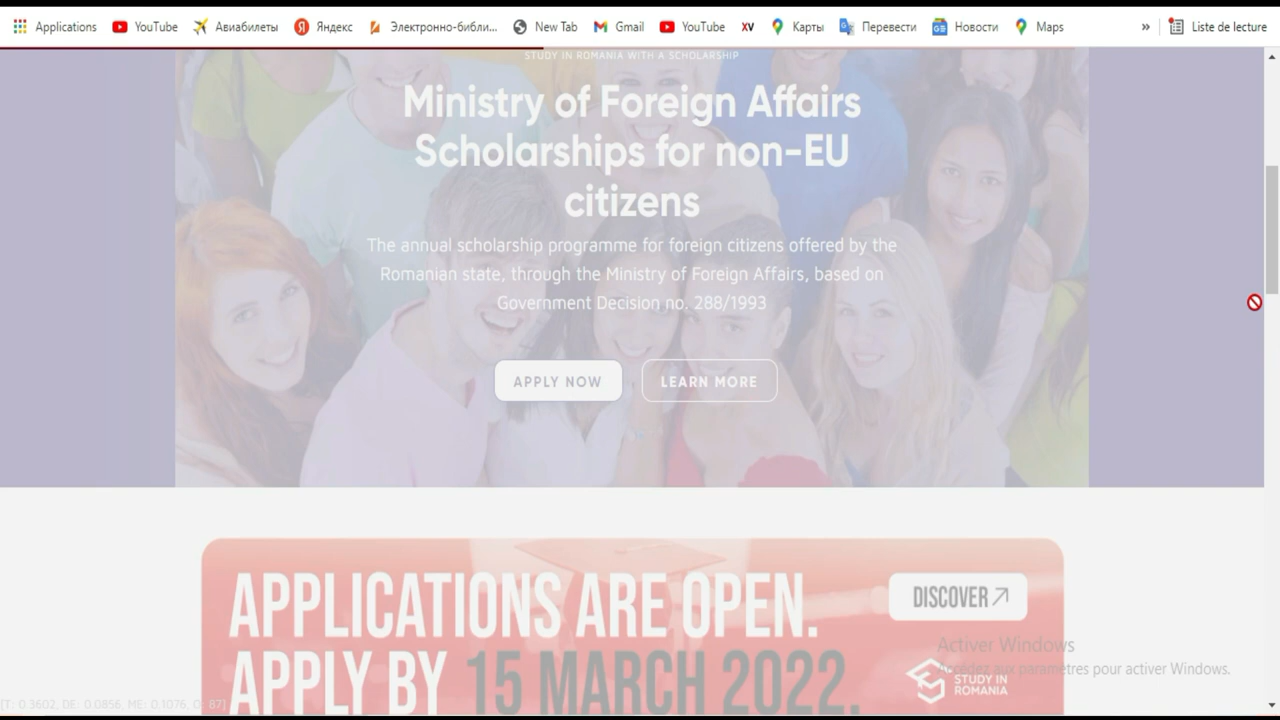 Applications YouTube Авиабилеты Яндекс Электронно-библи... New Tab Gmail YouTube XV Карты Перевести Новости Maps » Liste de lecture
STUDY IN ROMANIA WITH A SCHOLARSHIP
Ministry of Foreign Affairs
Scholarships for non-EU
citizens
The annual scholarship programme for foreign citizens offered by the
Romanian state, through the Ministry of Foreign Affairs, based on
Government Decision no. 288/1993
APPLY NOW LEARN MORE
APPLICATIONS ARE OPEN.
DISCOVER
APPLY BY 15 MARCH 2022.
STUDY IN
ROMANIA
Activer Windows
Accédez aux paramètres pour activer Windows.